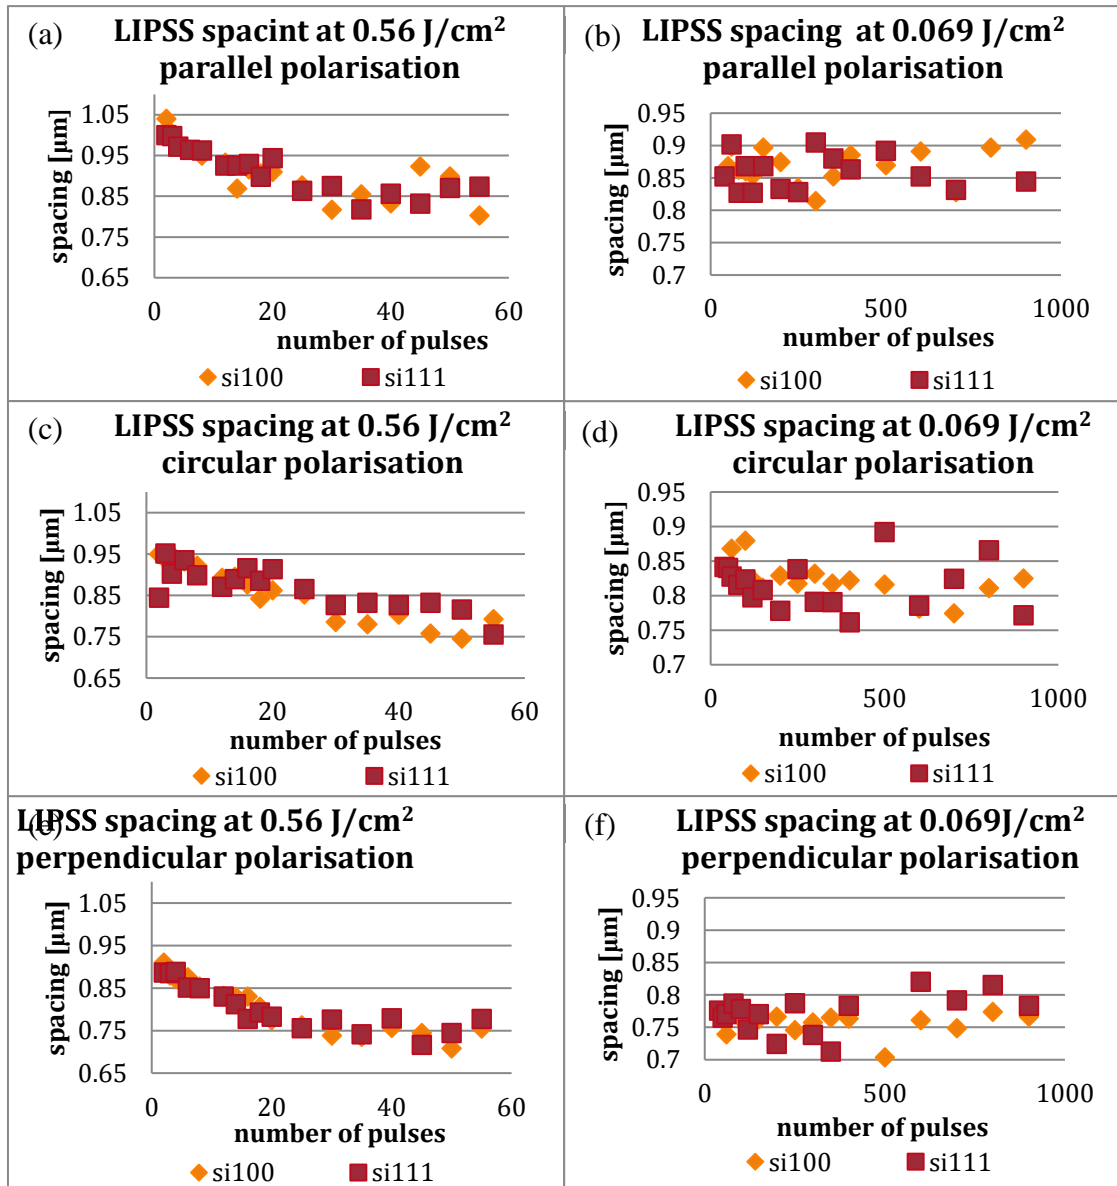 (a) LIPSS spacint at 0.56 J/cm²
parallel polarisation
spacing [µm]
1.05
0.95
0.85
0.75
0.65
0 20 40 60
number of pulses
si100 si111
(b) LIPSS spacing at 0.069 J/cm²
parallel polarisation
spacing [µm]
0.95
0.9
0.85
0.8
0.75
0.7
0 500 1000
number of pulses
si100 si111
(c) LIPSS spacing at 0.56 J/cm²
circular polarisation
spacing [µm]
1.05
0.95
0.85
0.75
0.65
0 20 40 60
number of pulses
si100 si111
(d) LIPSS spacing at 0.069 J/cm²
circular polarisation
spacing [µm]
0.95
0.9
0.85
0.8
0.75
0.7
0 500 1000
number of pulses
si100 si111
(e) LIPSS spacing at 0.56 J/cm²
perpendicular polarisation
spacing [µm]
1.05
0.95
0.85
0.75
0.65
0 20 40 60
number of pulses
si100 si111
(f) LIPSS spacing at 0.069J/cm²
perpendicular polarisation
spacing [µm]
0.95
0.9
0.85
0.8
0.75
0.7
0 500 1000
number of pulses
si100 si111